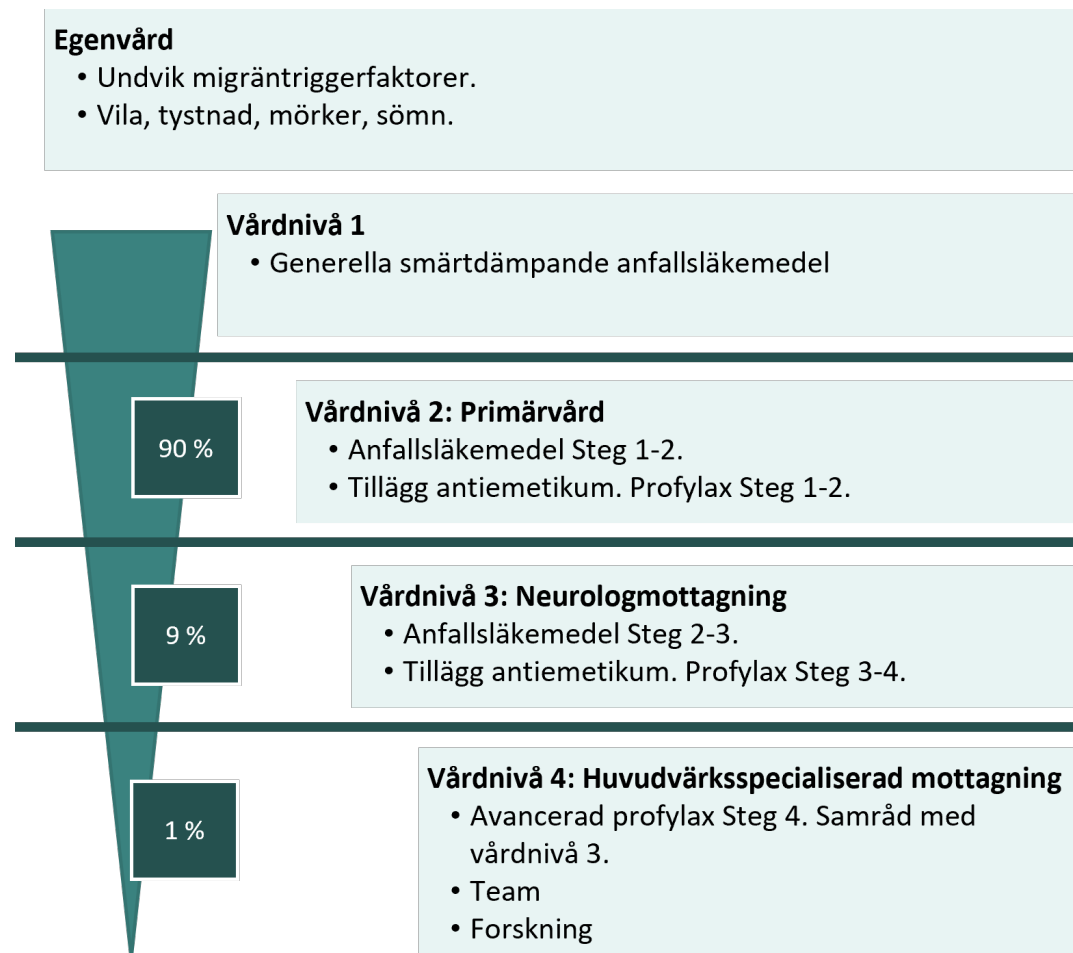 Egenvård
• Undvik migräntriggerfaktorer.
• Vila, tystnad, mörker, sömn.
Vårdnivå 1
• Generella smärtdämpande anfallsläkemedel
90 %
Vårdnivå 2: Primärvård
• Anfallsläkemedel Steg 1-2.
• Tillägg antiemetikum. Profylax Steg 1-2.
9 %
Vårdnivå 3: Neurologmottagning
• Anfallsläkemedel Steg 2-3.
• Tillägg antiemetikum. Profylax Steg 3-4.
1 %
Vårdnivå 4: Huvudvärksspecialiserad mottagning
• Avancerad profylax Steg 4. Samråd med
vårdnivå 3.
• Team
• Forskning